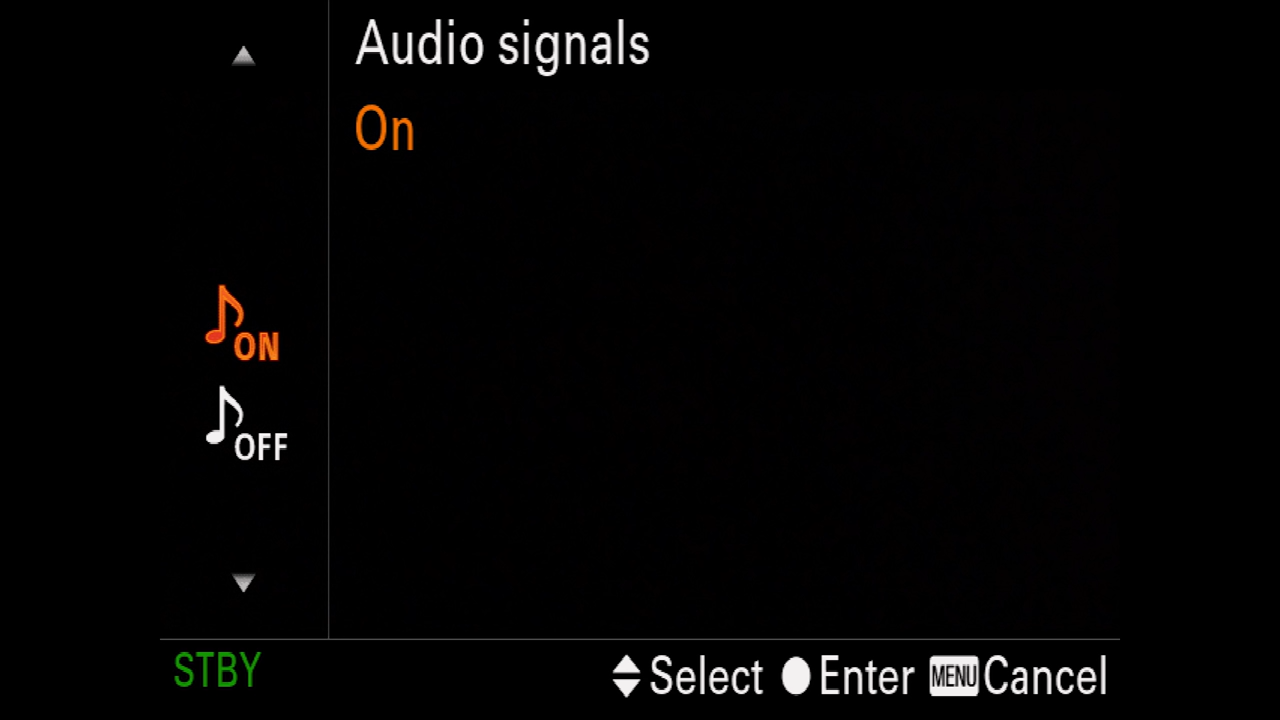 Audio signals
On
ON
OFF
STBY
Select Enter MENU Cancel